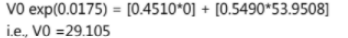 V0 exp(0.0175) = [0.4510*0] + [0.5490*53.9508]
i.e., V0 =29.105